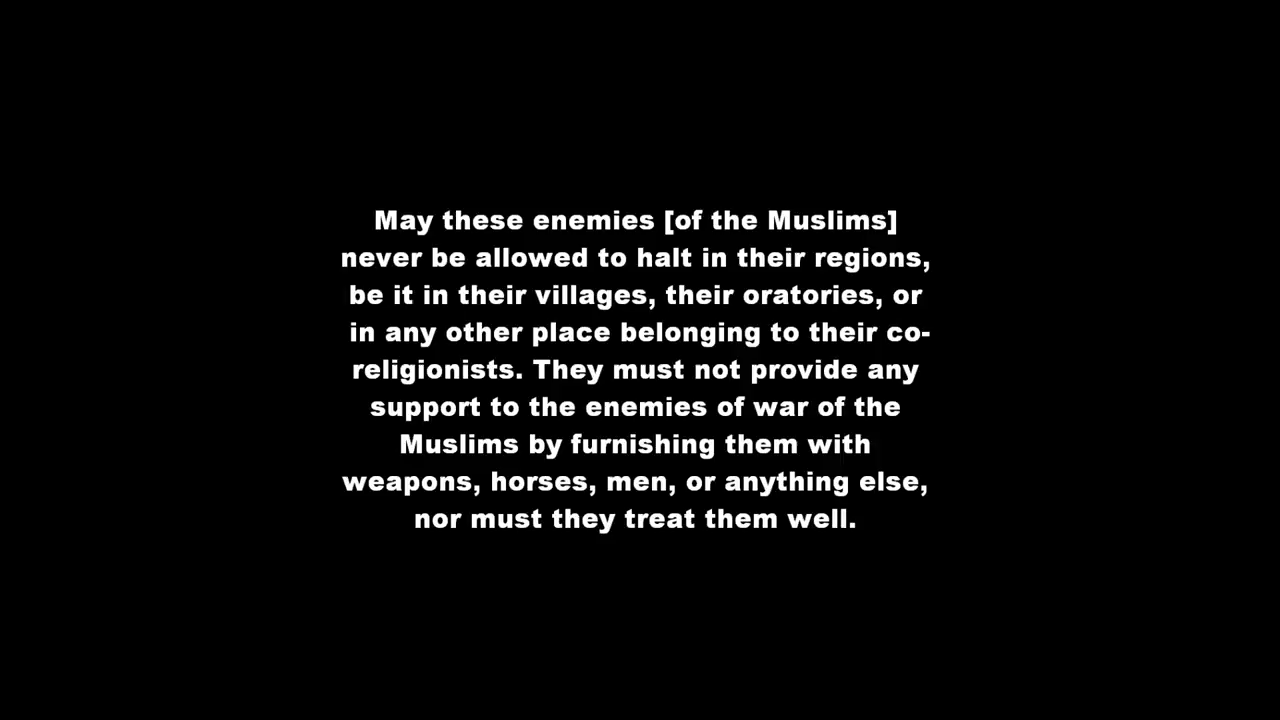 May these enemies [of the Muslims]
never be allowed to halt in their regions,
be it in their villages, their oratories, or
in any other place belonging to their co-
religionists. They must not provide any
support to the enemies of war of the
Muslims by furnishing them with
weapons, horses, men, or anything else,
nor must they treat them well.